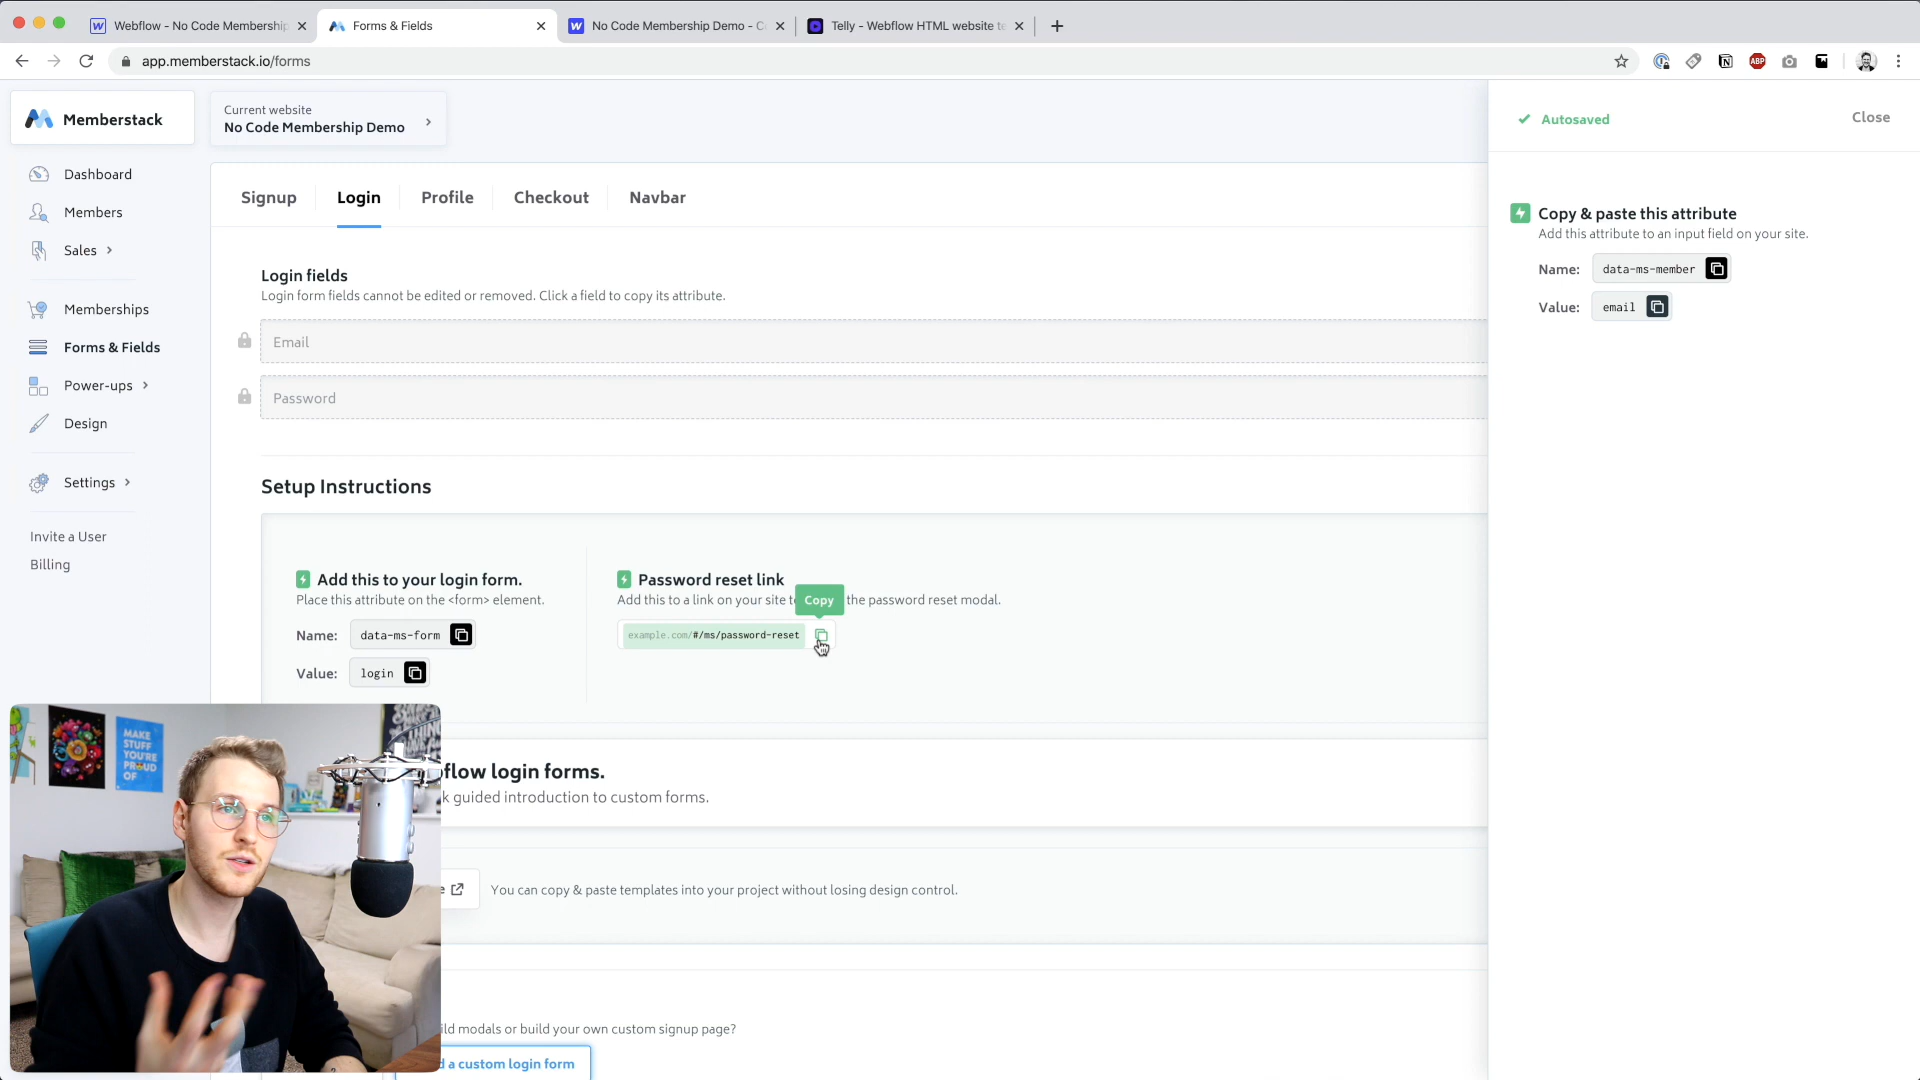 Webflow - No Code Membership
Forms & Fields
No Code Membership Demo - C
Telly - Webflow HTML website te
app.memberstack.io/forms
ABP
Memberstack
Current website
No Code Membership Demo
Autosaved
Close
Dashboard
Members
Sales
Memberships
Forms & Fields
Power-ups
Design
Settings
Invite a User
Billing
Signup
Login
Profile
Checkout
Navbar
Login fields
Login form fields cannot be edited or removed. Click a field to copy its attribute.
Email
Password
Setup Instructions
Add this to your login form.
Place this attribute on the <form> element.
Name: data-ms-form
Value: login
Password reset link
Add this to a link on your site t
Copy
the password reset modal.
example.com/#/ms/password-reset
flow login forms.
k guided introduction to custom forms.
e
You can copy & paste templates into your project without losing design control.
ild modals or build your own custom signup page?
d a custom login form
Copy & paste this attribute
Add this attribute to an input field on your site.
Name: data-ms-member
Value: email
MAKE
STUFF
YOU'RE
PROUD
OF